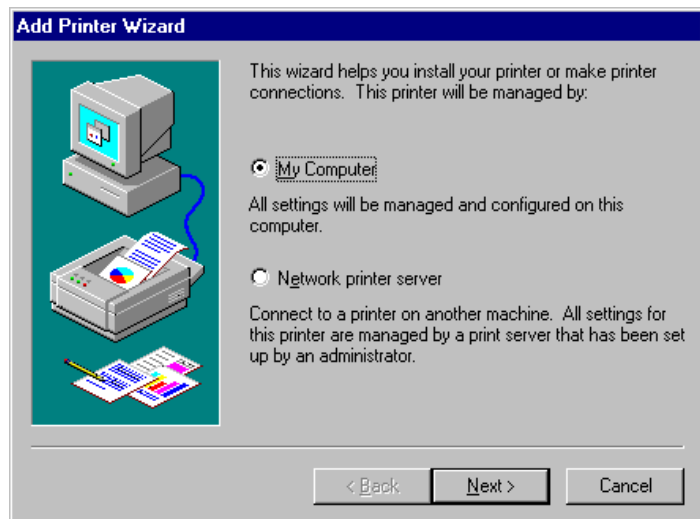 Add Printer Wizard
This wizard helps you install your printer or make printer
connections.  This printer will be managed by:
My Computer
All settings will be managed and configured on this
computer.
Network printer server
Connect to a printer on another machine.  All settings for
this printer are managed by a print server that has been set
up by an administrator.
< Back
Next >
Cancel